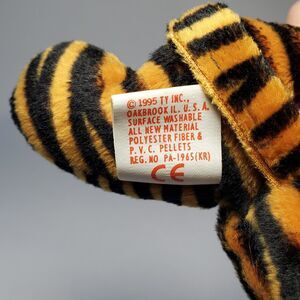 © 1995 TY INC.,
OAKBROOK IL. U.S.A.
SURFACE WASHABLE
ALL NEW MATERIAL
POLYESTER FIBER &
P.V.C. PELLETS
REG. NO PA-1965(KR)
CE